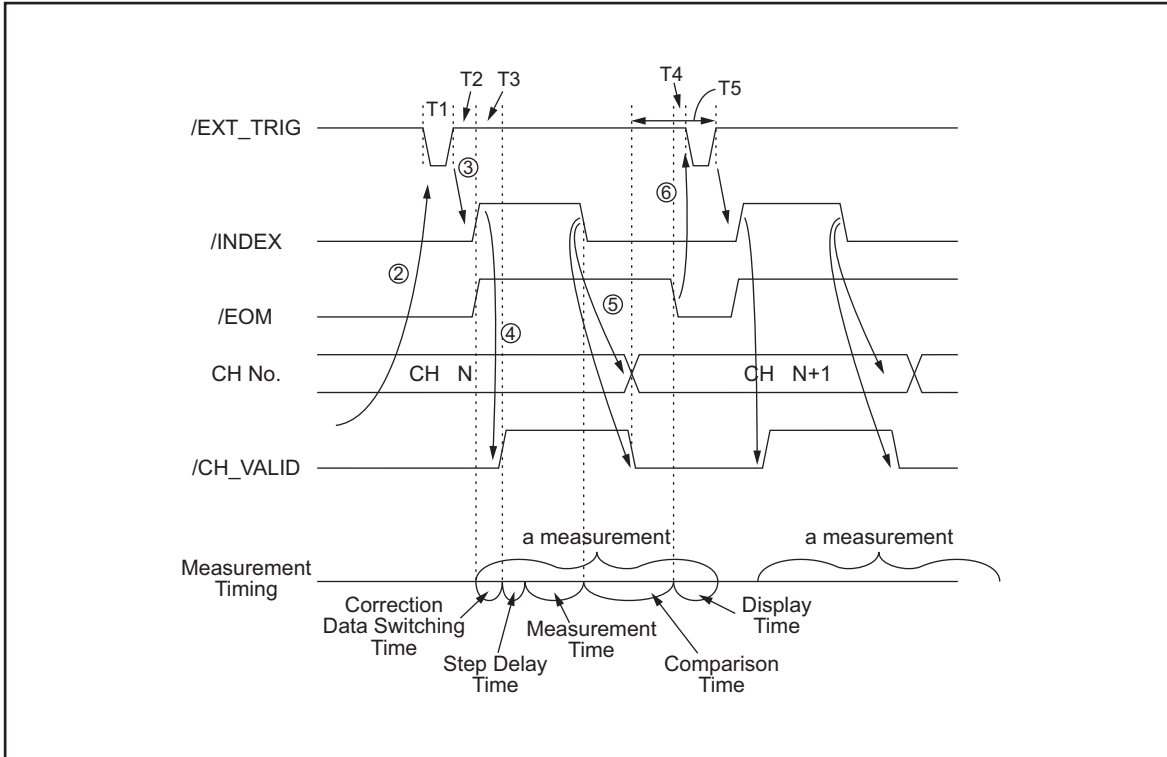 T1
T2
T3
T4
T5
/EXT_TRIG
③
⑥
/INDEX
②
⑤
/EOM
④
CH No.
CH N
CH N+1
/CH_VALID
a measurement
a measurement
Measurement
Timing
Correction
Data Switching
Time
Step Delay
Time
Measurement
Time
Comparison
Time
Display
Time